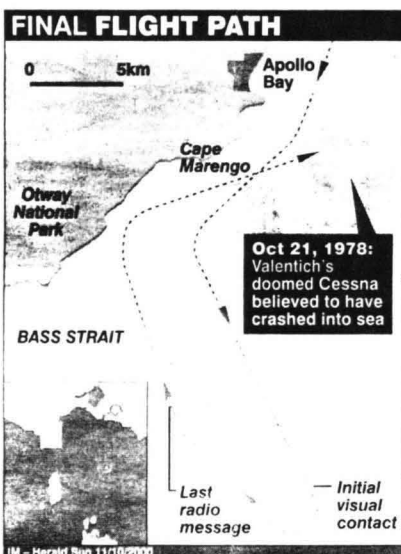 FINAL FLIGHT PATH
0 5km
Apollo
Bay
Cape
Marengo
Otway
National
Park
Oct 21, 1978:
Valentich's
doomed Cessna
believed to have
crashed into sea
BASS STRAIT
Last
radio
message
Initial
visual
contact
JM – Herald Sun 11/10/2000